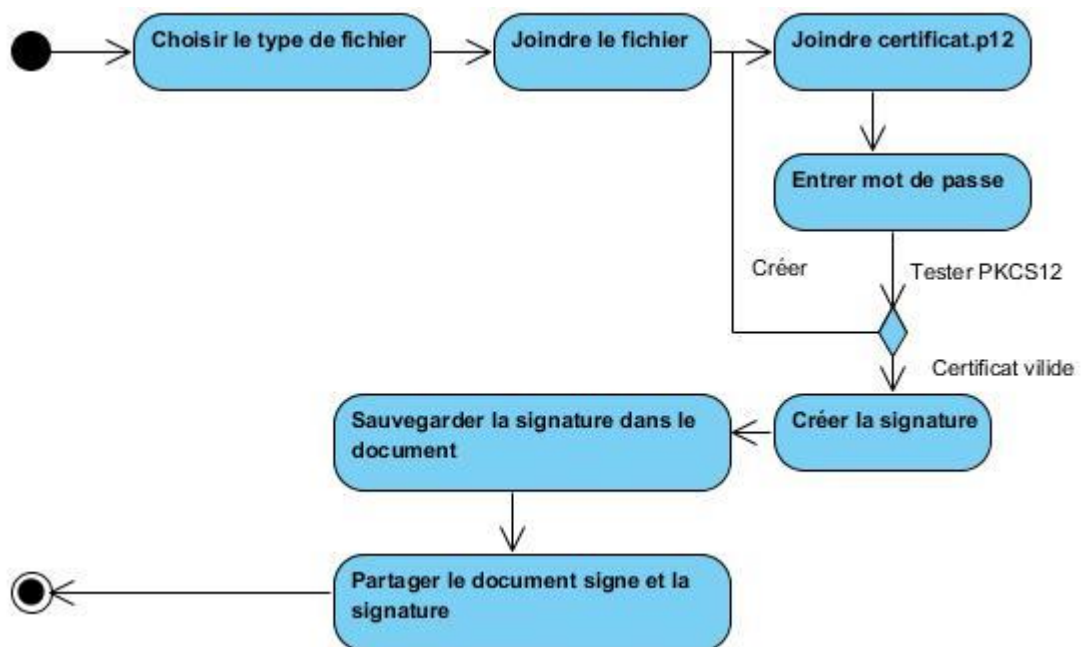 Choisir le type de fichier
Joindre le fichier
Joindre certificat.p12
Entrer mot de passe
Créer
Tester PKCS12
Certificat vilide
Créer la signature
Sauvegarder la signature dans le
document
Partager le document signe et la
signature